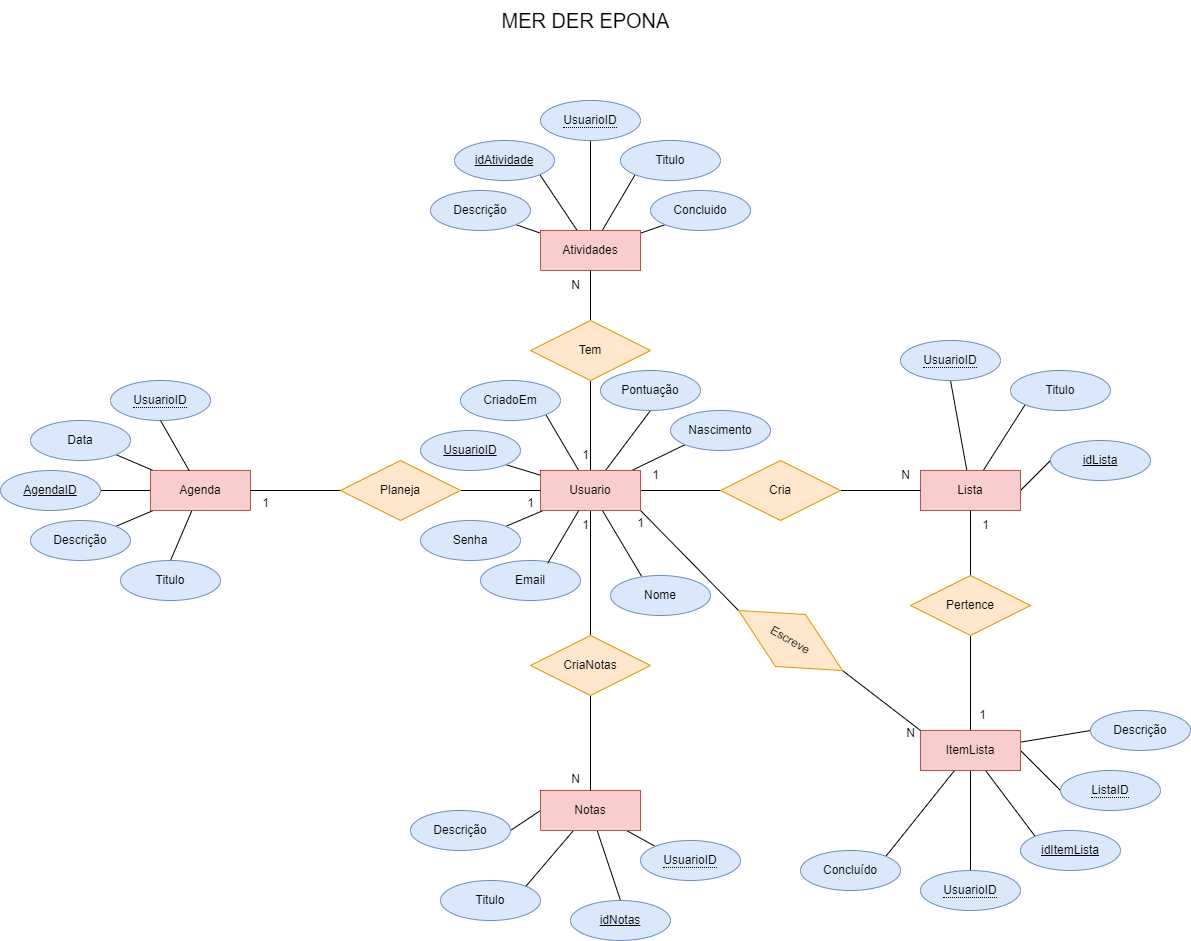 MER DER EPONA
UsuarioID
idAtividade
Titulo
Descrição
Concluido
Atividades
N
Tem
UsuarioID
Titulo
idLista
CriadoEm
Pontuação
Nascimento
UsuarioID
1
1
UsuarioID
Data
AgendaID
Agenda
Descrição
Titulo
1
Planeja
1
Usuario
Cria
N
Lista
1
Senha
1
1
Email
Nome
Pertence
Escreve
CriaNotas
1
N
ItemLista
Descrição
ListaID
idItemLista
Concluído
UsuarioID
N
Notas
Descrição
UsuarioID
Titulo
idNotas